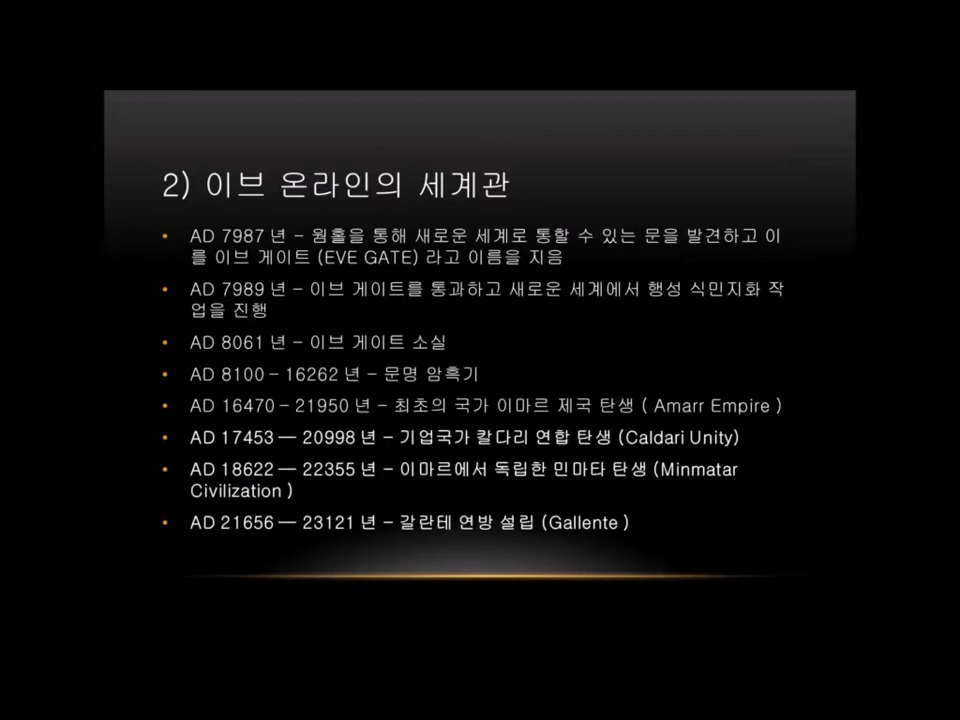 2) 이브 온라인의 세계관
• AD 7987 년 – 웜홀을 통해 새로운 세계로 통할 수 있는 문을 발견하고 이
를 이브 게이트 (EVE GATE) 라고 이름을 지음
• AD 7989 년 – 이브 게이트를 통과하고 새로운 세계에서 행성 식민지화 작
업을 진행
• AD 8061 년 – 이브 게이트 소실
• AD 8100 – 16262 년 – 문명 암흑기
• AD 16470 – 21950 년 – 최초의 국가 이마르 제국 탄생 ( Amarr Empire )
• AD 17453 — 20998 년 – 기업국가 칼다리 연합 탄생 (Caldari Unity)
• AD 18622 — 22355 년 – 이마르에서 독립한 민마타 탄생 (Minmatar
Civilization )
• AD 21656 — 23121 년 – 갈란테 연방 설립 (Gallente )